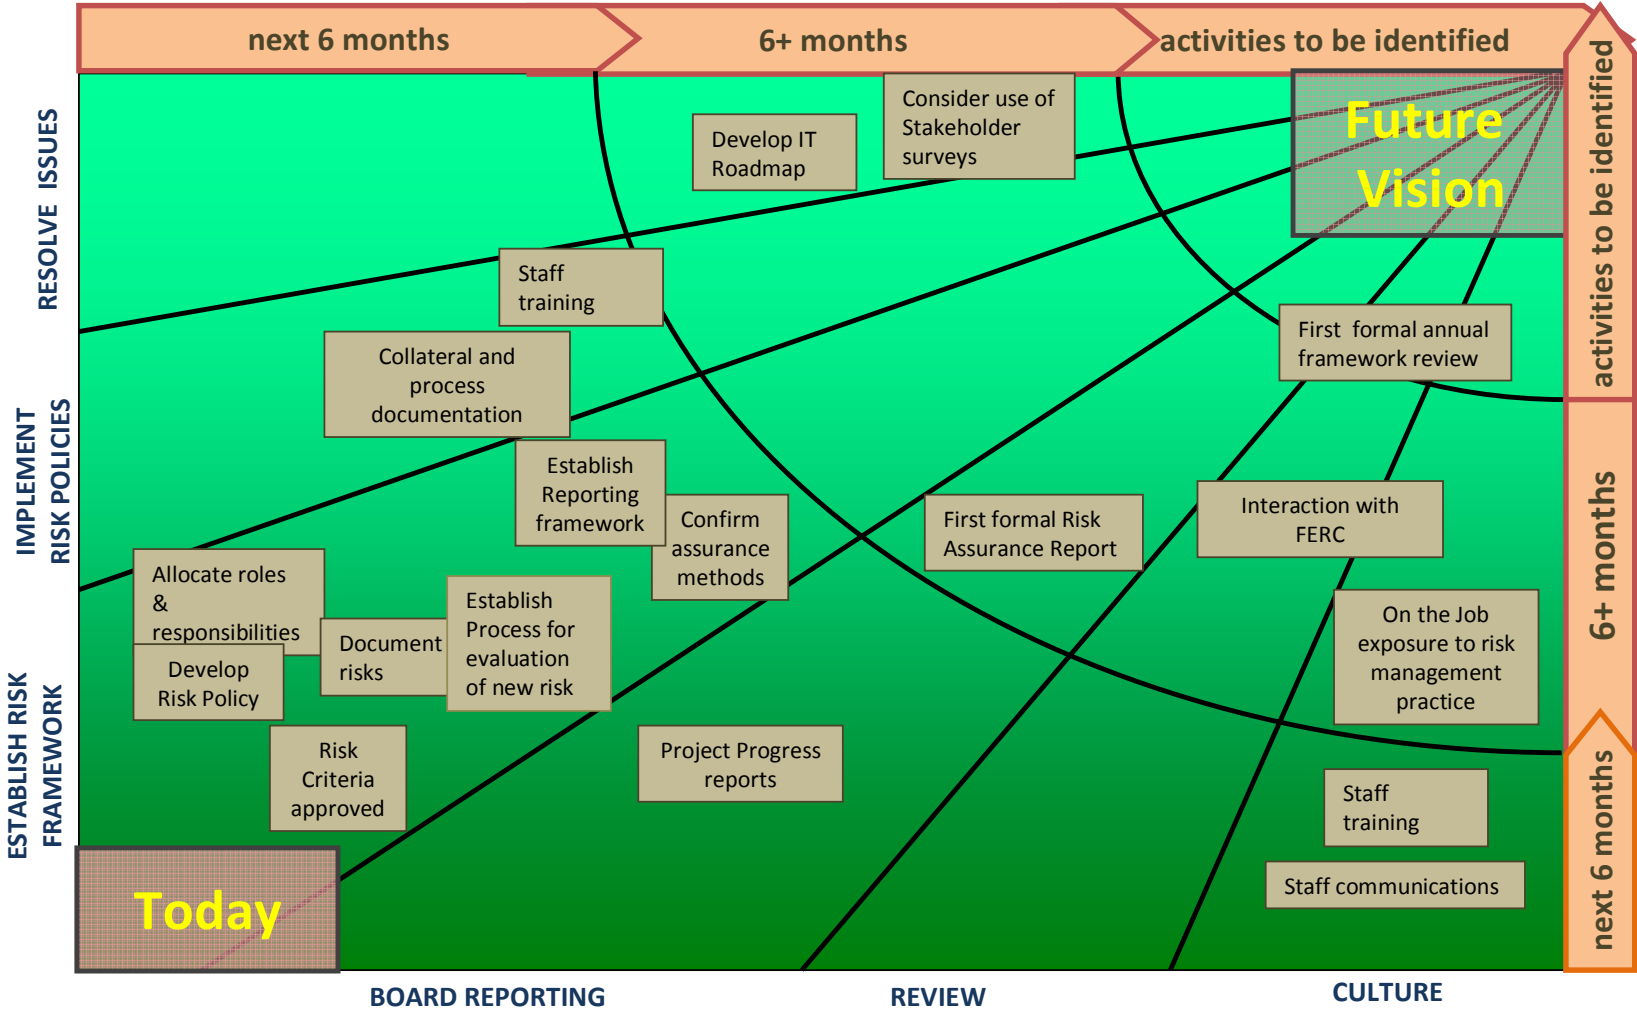 next 6 months
6+ months
activities to be identified
Future
Vision
Consider use of
Stakeholder
surveys
Develop IT
Roadmap
Staff
training
Collateral and
process
documentation
Establish
Reporting
framework
Confirm
assurance
methods
First formal annual
framework review
First formal Risk
Assurance Report
Interaction with
FERC
Allocate roles
&
responsibilities
Develop
Risk Policy
Document
risks
Establish
Process for
evaluation
of new risk
On the Job
exposure to risk
management
practice
Risk
Criteria
approved
Project Progress
reports
Staff
training
Staff communications
Today
RESOLVE ISSUES
IMPLEMENT
RISK POLICIES
ESTABLISH RISK
FRAMEWORK
BOARD REPORTING
REVIEW
CULTURE
activities to be identified
6+ months
next 6 months